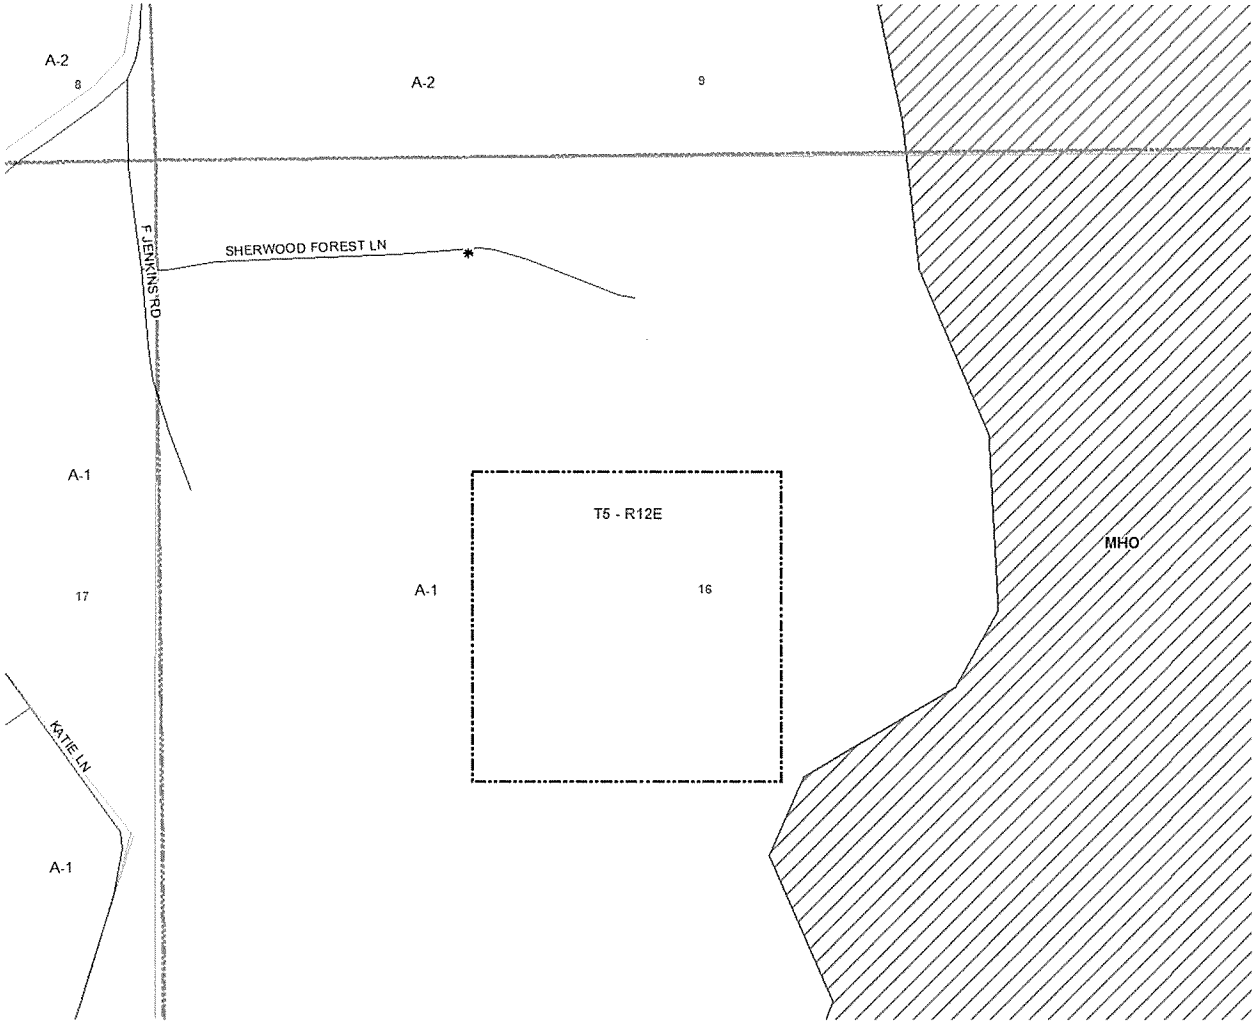 A-2
8
A-2
9
F JENKINS RD
SHERWOOD FOREST LN
*
A-1
T5 - R12E
MHO
17
A-1
16
KATIE LN
A-1